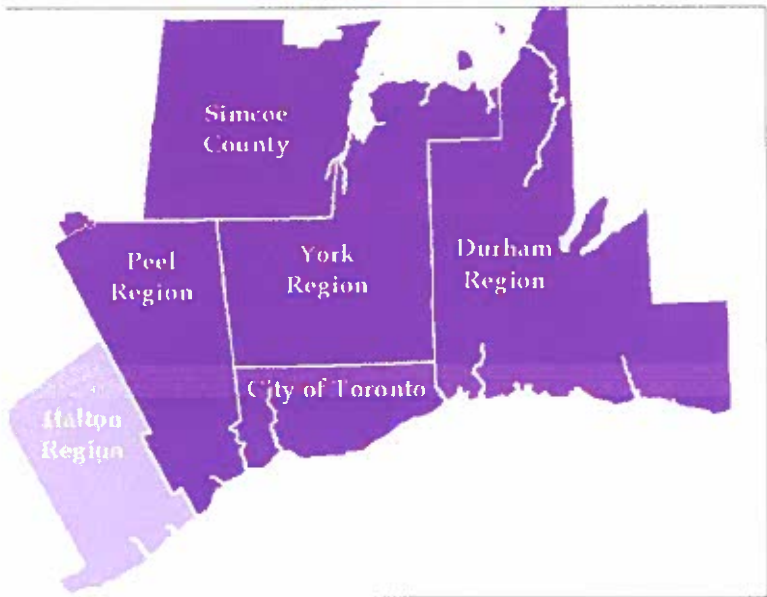 Simcoe
County
Peel
Region
York
Region
Durham
Region
City of Toronto
Halton
Region